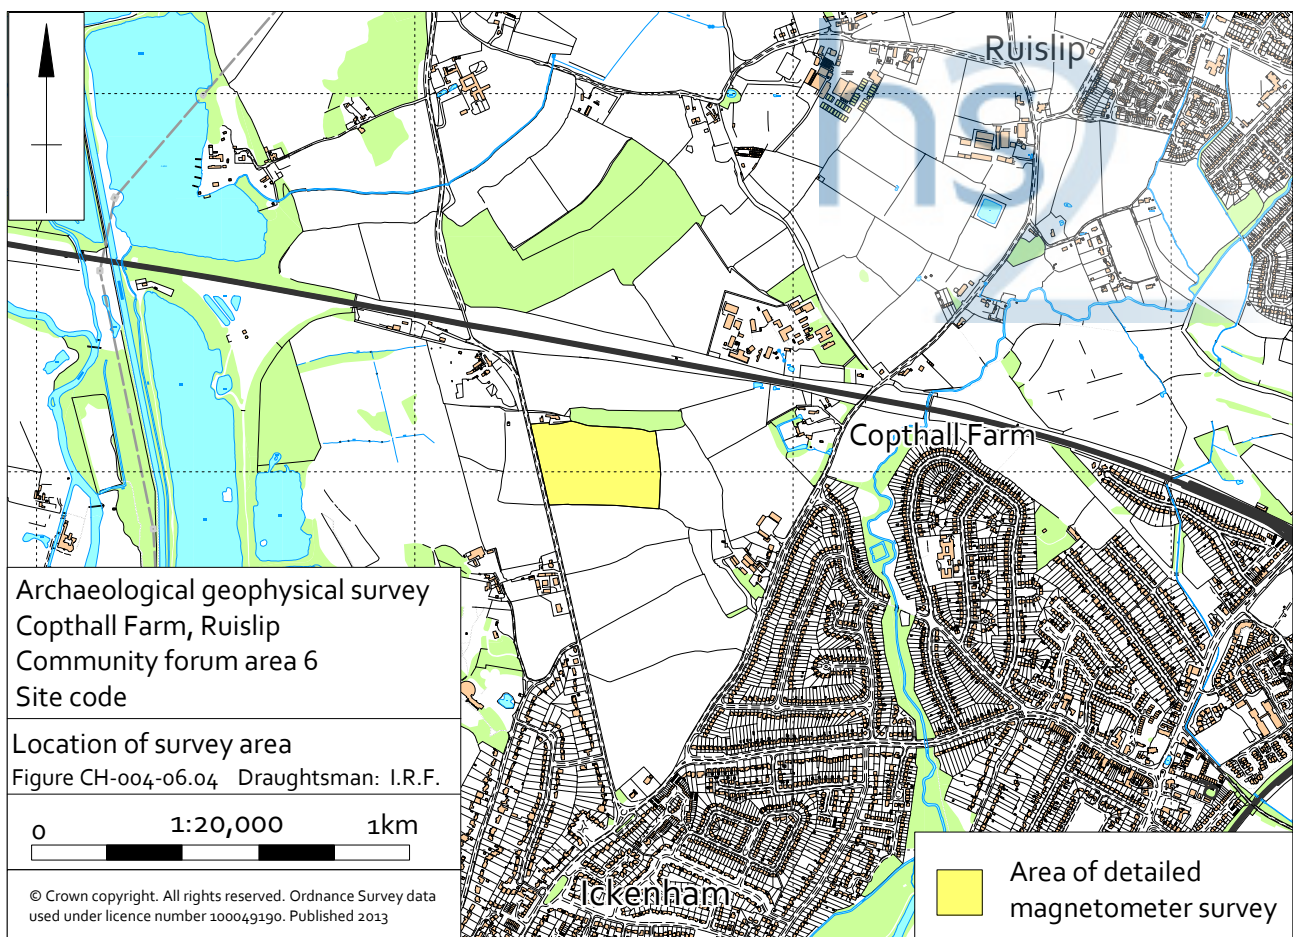 Ruislip
hs2
Copthall Farm
Ickenham
Archaeological geophysical survey
Copthall Farm, Ruislip
Community forum area 6
Site code
Location of survey area
Figure CH-004-06.04 Draughtsman: I.R.F.
0 1:20,000 1km
© Crown copyright. All rights reserved. Ordnance Survey data
used under licence number 100049190. Published 2013
Area of detailed
magnetometer survey